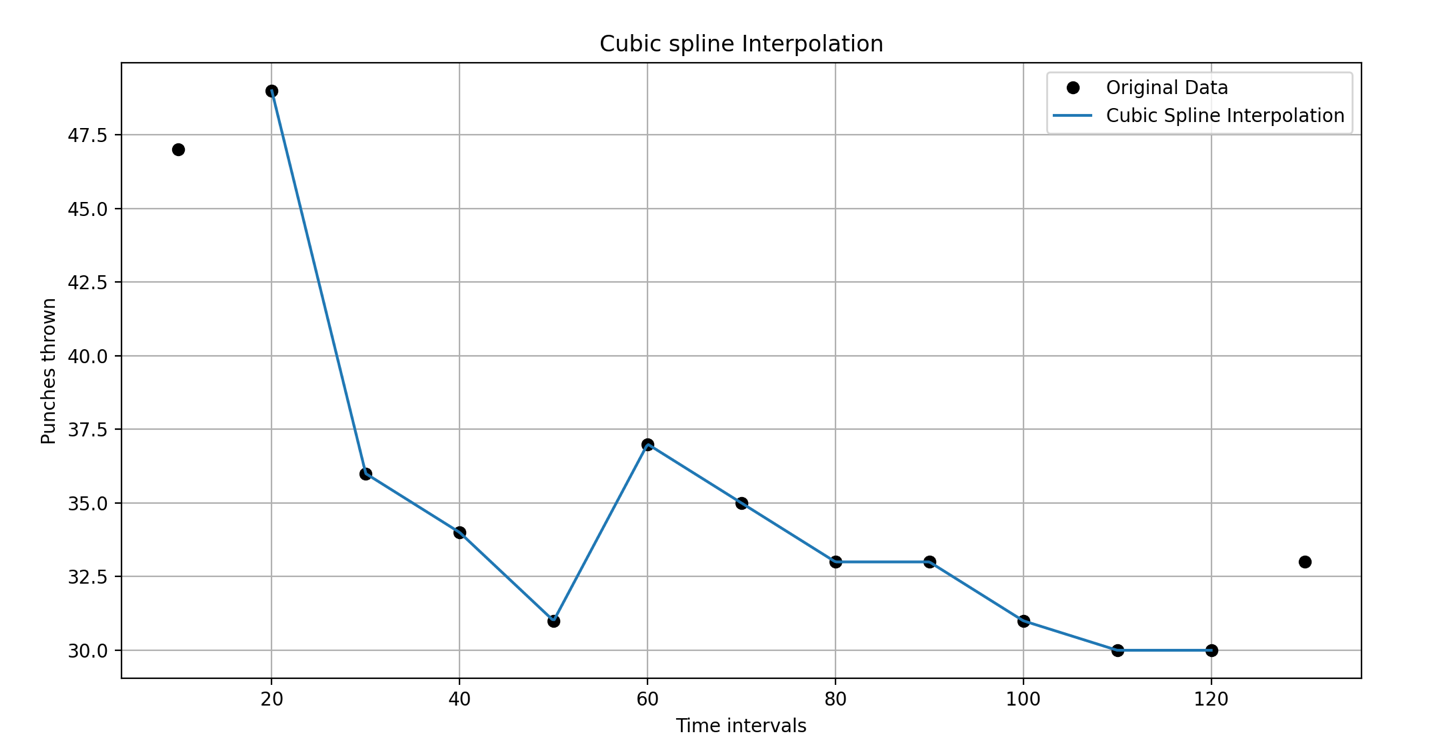 Cubic spline Interpolation
Original Data
Cubic Spline Interpolation
47.5
45.0
42.5
40.0
37.5
35.0
32.5
30.0
Punches thrown
20 40 60 80 100 120
Time intervals